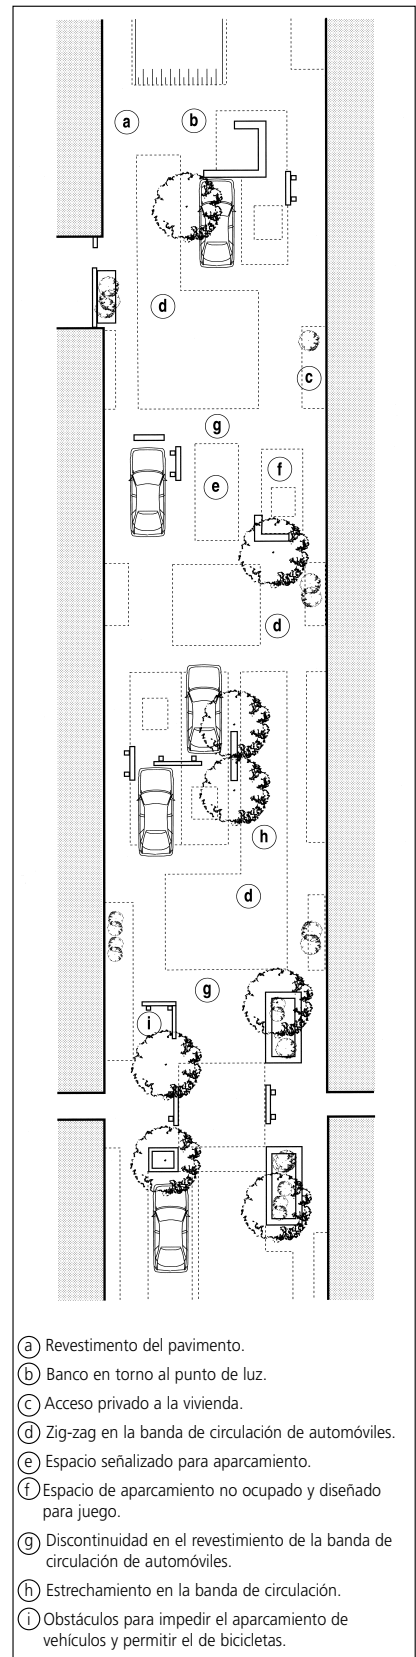 a
b
d
c
g
f
e
d
h
d
g
i
a Revestimento del pavimento.
b Banco en torno al punto de luz.
c Acceso privado a la vivienda.
d Zig-zag en la banda de circulación de automóviles.
e Espacio señalizado para aparcamiento.
f Espacio de aparcamiento no ocupado y diseñado
para juego.
g Discontinuidad en el revestimiento de la banda de
circulación de automóviles.
h Estrechamiento en la banda de circulación.
i Obstáculos para impedir el aparcamiento de
vehículos y permitir el de bicicletas.